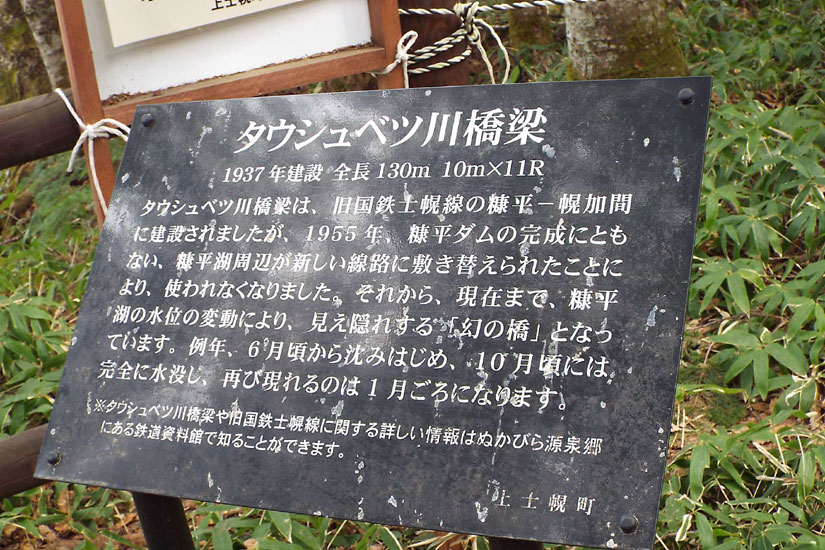 上士幌町
タウシュベツ川橋梁
1937年建設 全長130m 10m×11R
タウシュベツ川橋梁は、旧国鉄士幌線の糠平－幌加間
に建設されましたが、1955年、糠平ダムの完成にとも
ない、糠平湖周辺が新しい線路に敷き替えられたことに
より、使われなくなりました。それから、現在まで、糠平
湖の水位の変動により、見え隠れする「幻の橋」となっ
ています。例年、6月頃から沈みはじめ、10月頃には
完全に水没し、再び現れるのは1月ごろになります。
※タウシュベツ川橋梁や旧国鉄士幌線に関する詳しい情報はぬかびら源泉郷
にある鉄道資料館で知ることができます。
上士幌町